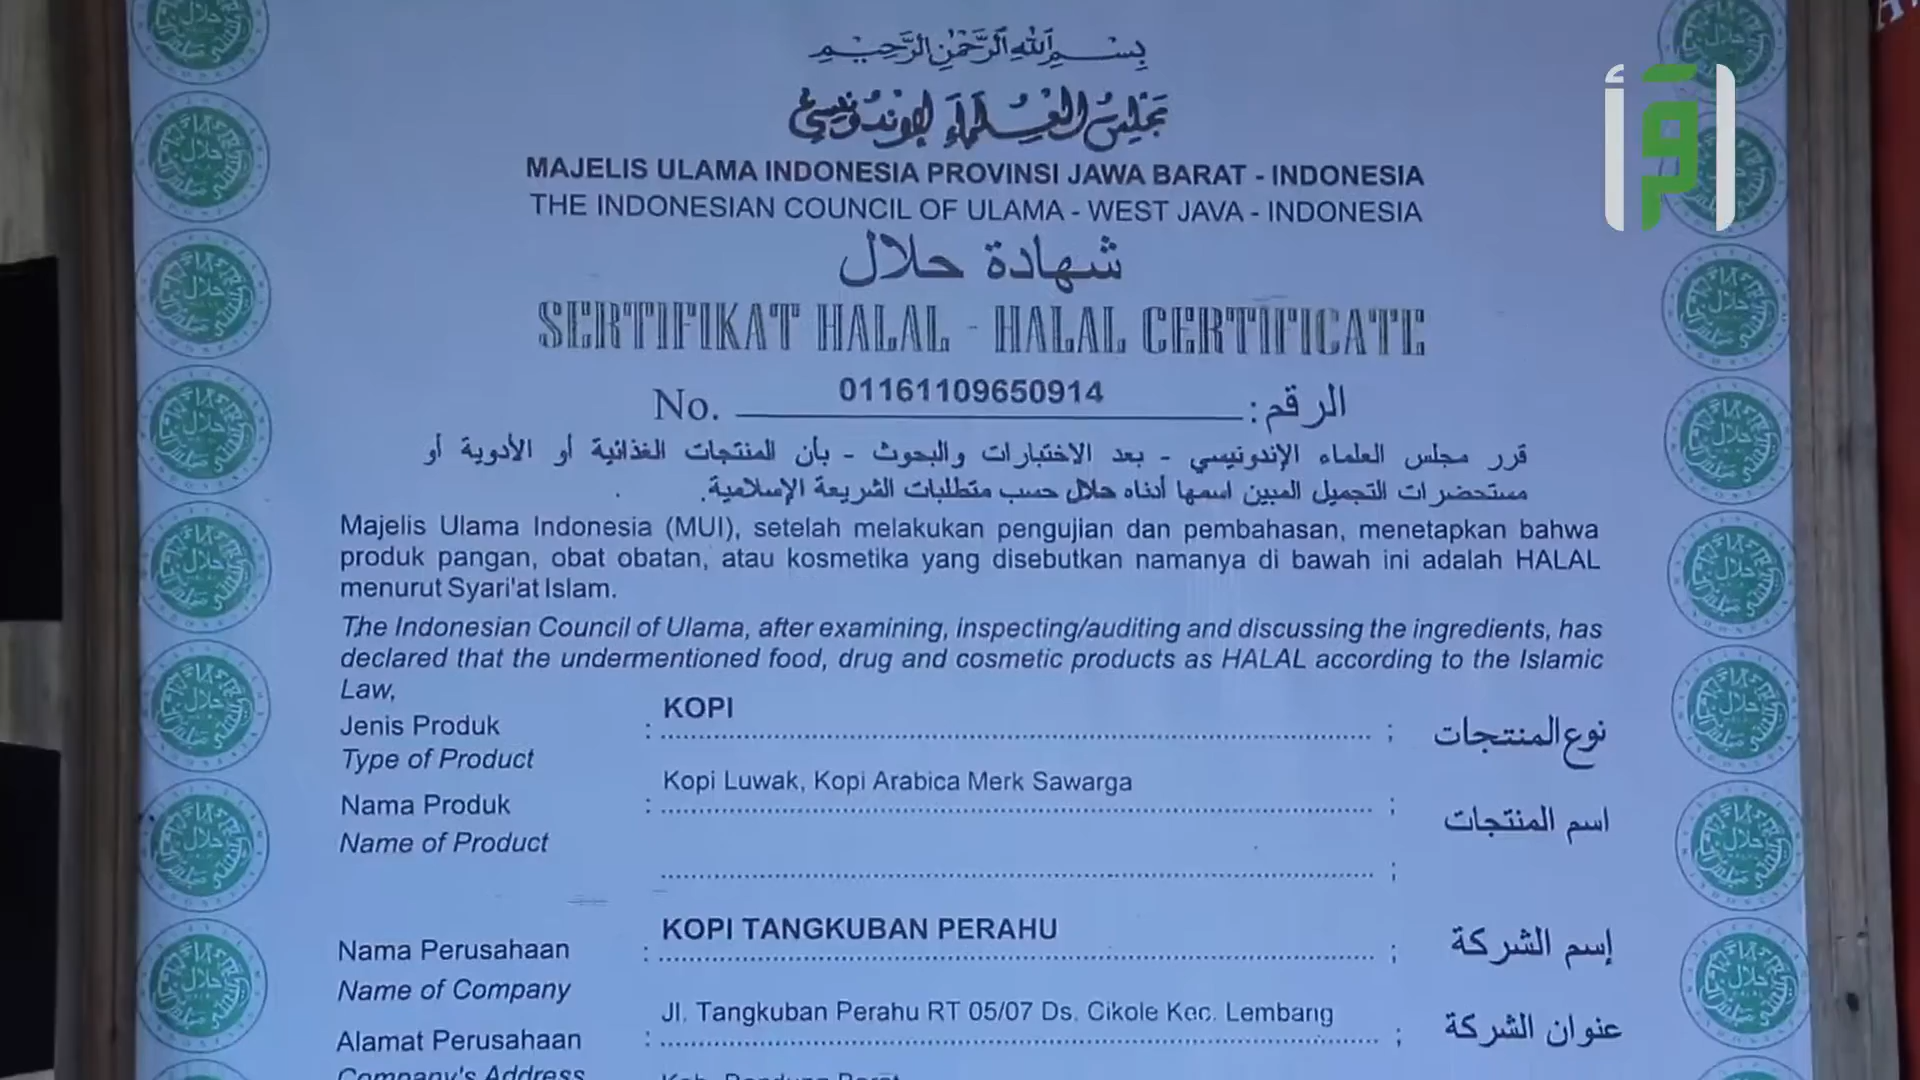 بسم الله الرحمن الرحيم
مجلس العلماء الإندونيسي
MAJELIS ULAMA INDONESIA PROVINSI JAWA BARAT - INDONESIA
THE INDONESIAN COUNCIL OF ULAMA - WEST JAVA - INDONESIA
شهادة حلال
SERTIFIKAT HALAL - HALAL CERTIFICATE
No. 01161109650914 الرقم:
قرر مجلس العلماء الإندونيسي - بعد الاختبارات والبحوث - بأن المنتجات الغذائية أو الأدوية أو
مستحضرات التجميل المبين اسمها أدناه حلال حسب متطلبات الشريعة الإسلامية.
Majelis Ulama Indonesia (MUI), setelah melakukan pengujian dan pembahasan, menetapkan bahwa
produk pangan, obat obatan, atau kosmetika yang disebutkan namanya di bawah ini adalah HALAL
menurut Syari'at Islam.
The Indonesian Council of Ulama, after examining, inspecting/auditing and discussing the ingredients, has
declared that the undermentioned food, drug and cosmetic products as HALAL according to the Islamic
Law,
Jenis Produk : KOPI ; نوع المنتجات
Type of Product
Nama Produk : Kopi Luwak, Kopi Arabica Merk Sawarga ; اسم المنتجات
Name of Product
Nama Perusahaan : KOPI TANGKUBAN PERAHU ; إسم الشركة
Name of Company
Alamat Perusahaan : Jl. Tangkuban Perahu RT 05/07 Ds. Cikole Kec. Lembang ; عنوان الشركة
Company's Address Kab. Bandung Barat
اقرأ